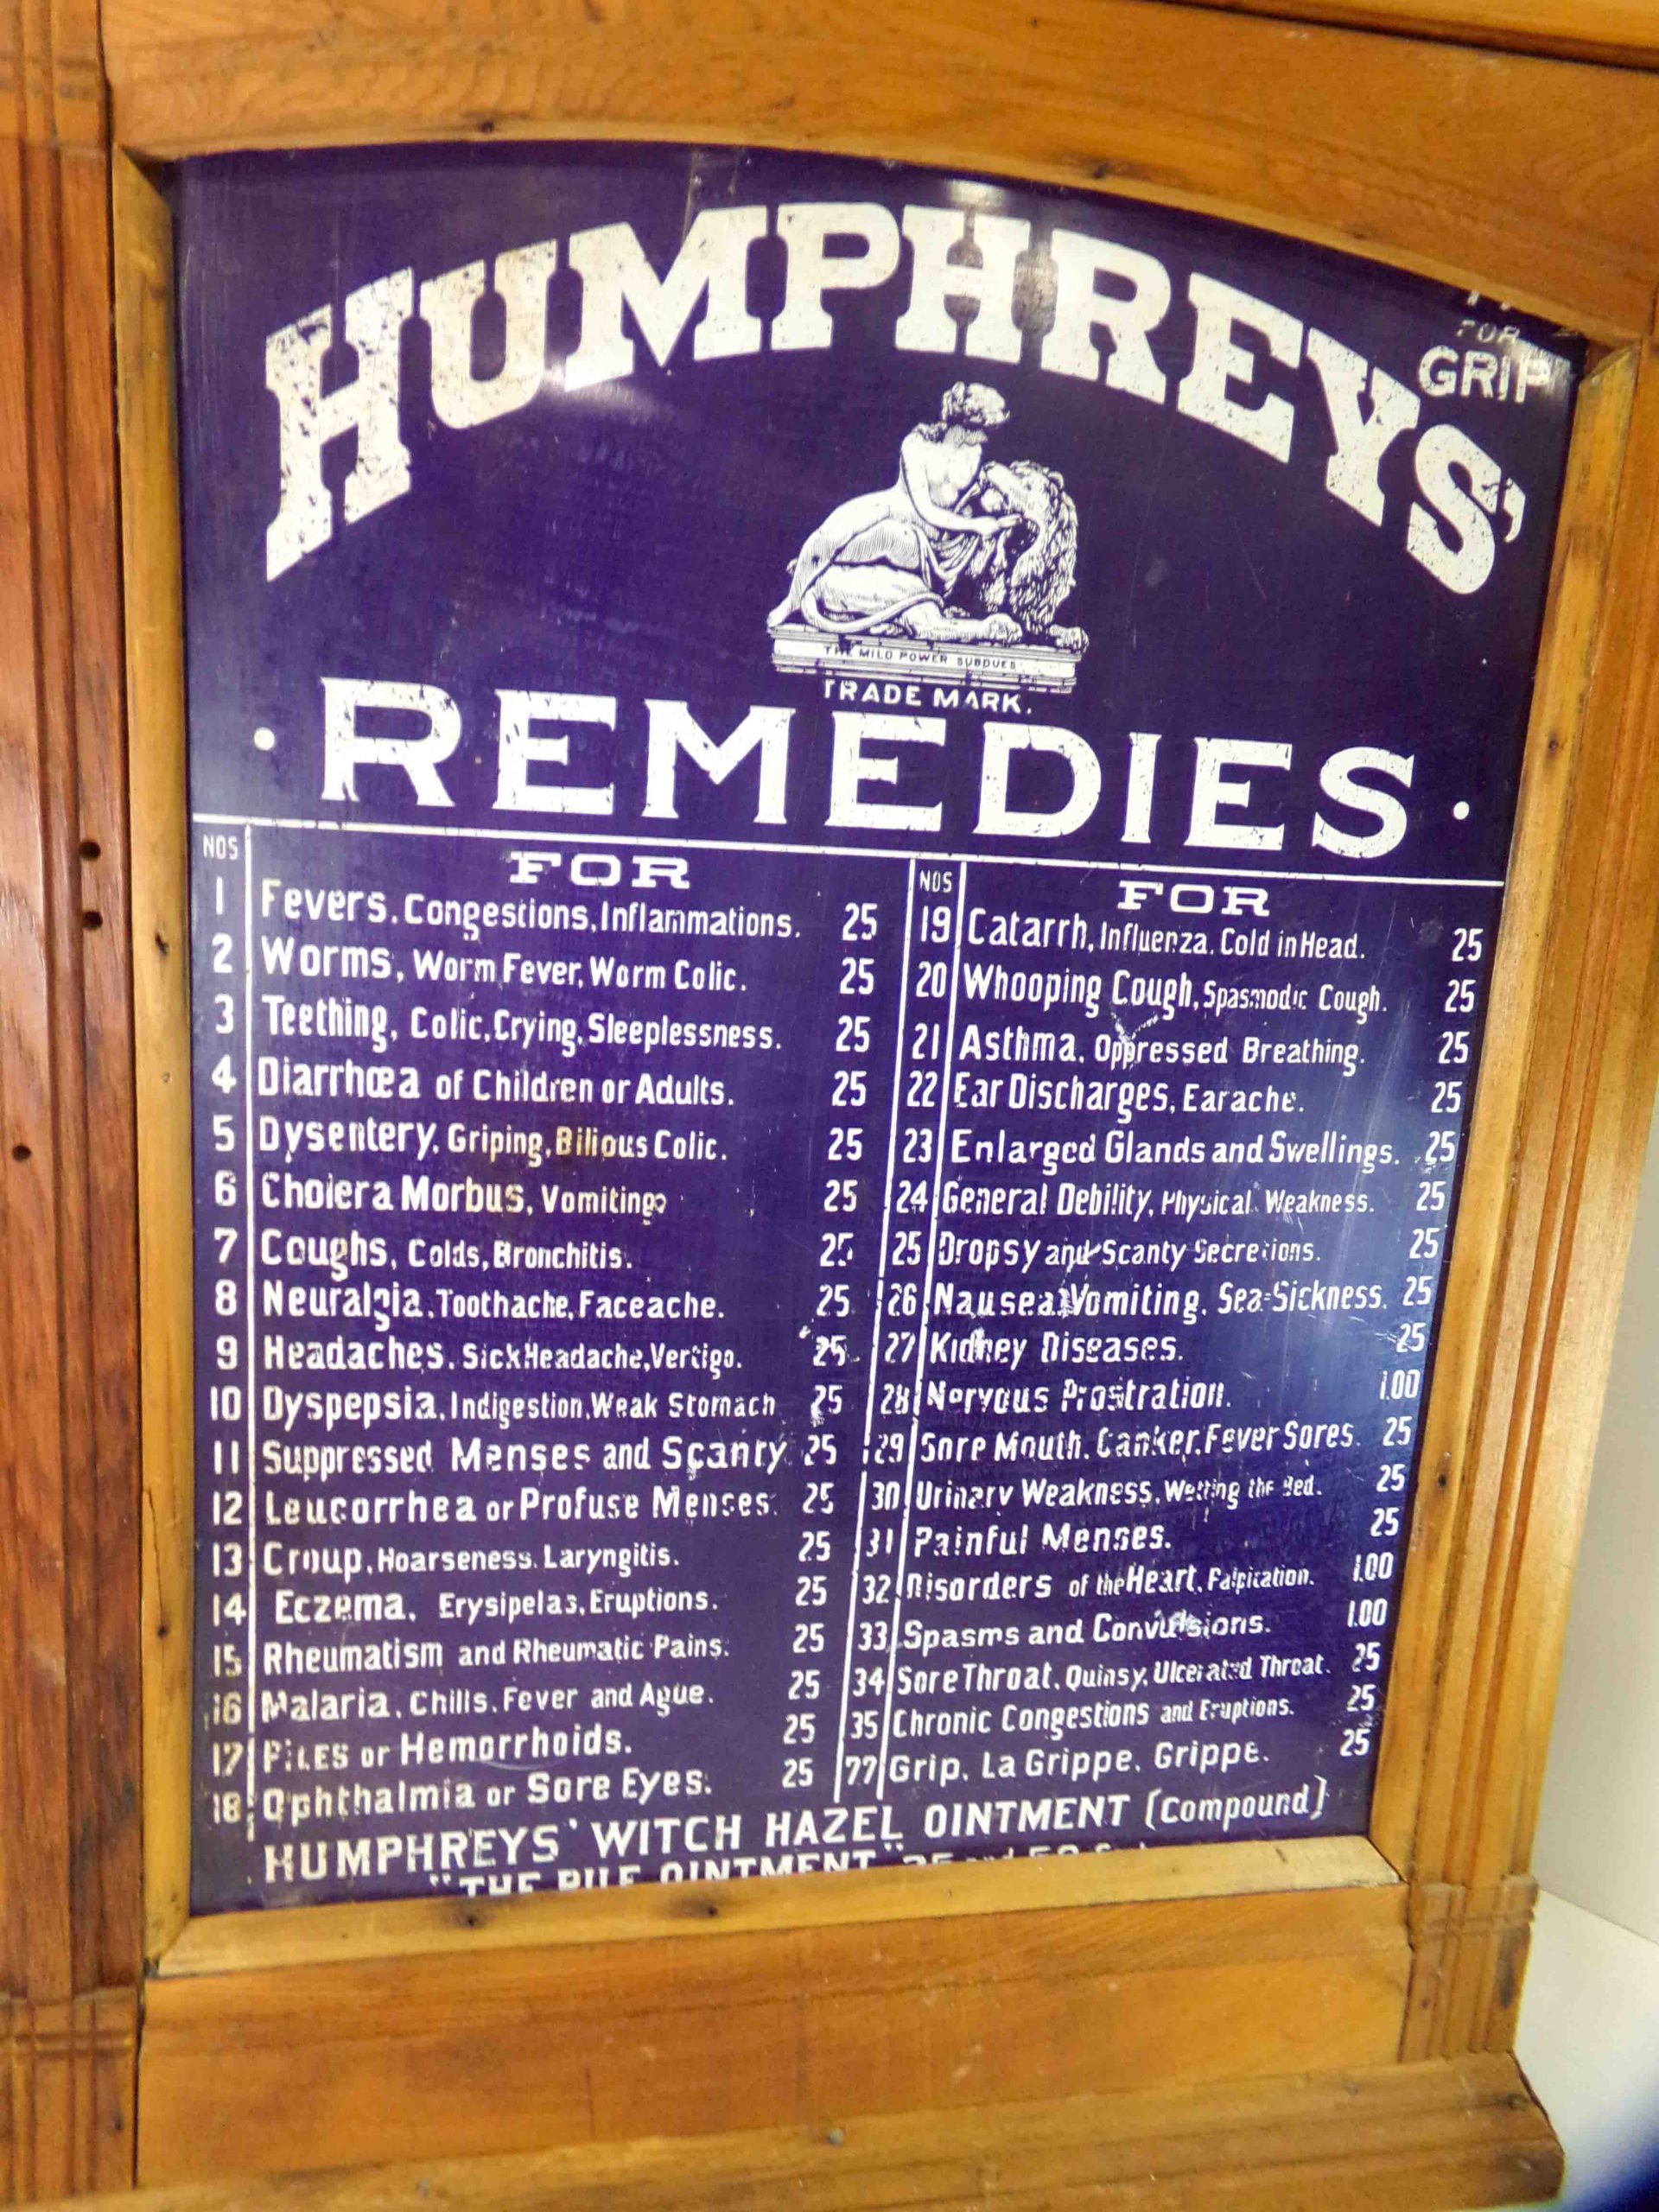 HUMPHREYS'
FOR
GRIP
THE MILD POWER SUBDUES
TRADE MARK.
· REMEDIES ·
NOS FOR
1 Fevers. Congestions, Inflammations. 25
2 Worms, Worm Fever, Worm Colic. 25
3 Teething, Colic, Crying, Sleeplessness. 25
4 Diarrhœa of Children or Adults. 25
5 Dysentery, Griping, Bilious Colic. 25
6 Cholera Morbus, Vomiting 25
7 Coughs, Colds, Bronchitis. 25
8 Neuralgia, Toothache, Faceache. 25
9 Headaches, Sick Headache, Vertigo. 25
10 Dyspepsia, Indigestion, Weak Stomach 25
11 Suppressed Menses and Scanty 25
12 Leucorrhea or Profuse Menses. 25
13 Croup, Hoarseness, Laryngitis. 25
14 Eczema, Erysipelas, Eruptions. 25
15 Rheumatism and Rheumatic Pains. 25
16 Malaria, Chills, Fever and Ague. 25
17 PILES or Hemorrhoids. 25
18 Ophthalmia or Sore Eyes. 25
NOS FOR
19 Catarrh, Influenza. Cold in Head. 25
20 Whooping Cough, Spasmodic Cough. 25
21 Asthma, Oppressed Breathing. 25
22 Ear Discharges, Earache. 25
23 Enlarged Glands and Swellings. 25
24 General Debility, Physical Weakness. 25
25 Dropsy and Scanty Secretions. 25
26 Nausea, Vomiting, Sea-Sickness. 25
27 Kidney Diseases. 25
28 Nervous Prostration. 1.00
29 Sore Mouth, Canker, Fever Sores. 25
30 Urinary Weakness, Wetting the Bed. 25
31 Painful Menses. 25
32 Disorders of the Heart, Palpitation. 1.00
33 Spasms and Convulsions. 1.00
34 Sore Throat, Quinsy, Ulcerated Throat. 25
35 Chronic Congestions and Eruptions. 25
77 Grip, La Grippe, Grippe. 25
HUMPHREYS' WITCH HAZEL OINTMENT (Compound)
"THE PILE OINTMENT" 25 and 50